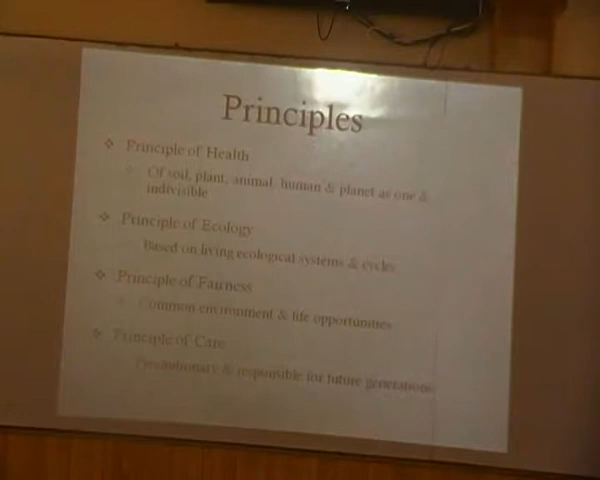 Principles
Principle of Health
Of soil, plant, animal, human & planet as one &
indivisible
Principle of Ecology
Based on living ecological systems & cycles
Principle of Fairness
Common environment & life opportunities
Principle of Care
Precautionary & responsible for future generations